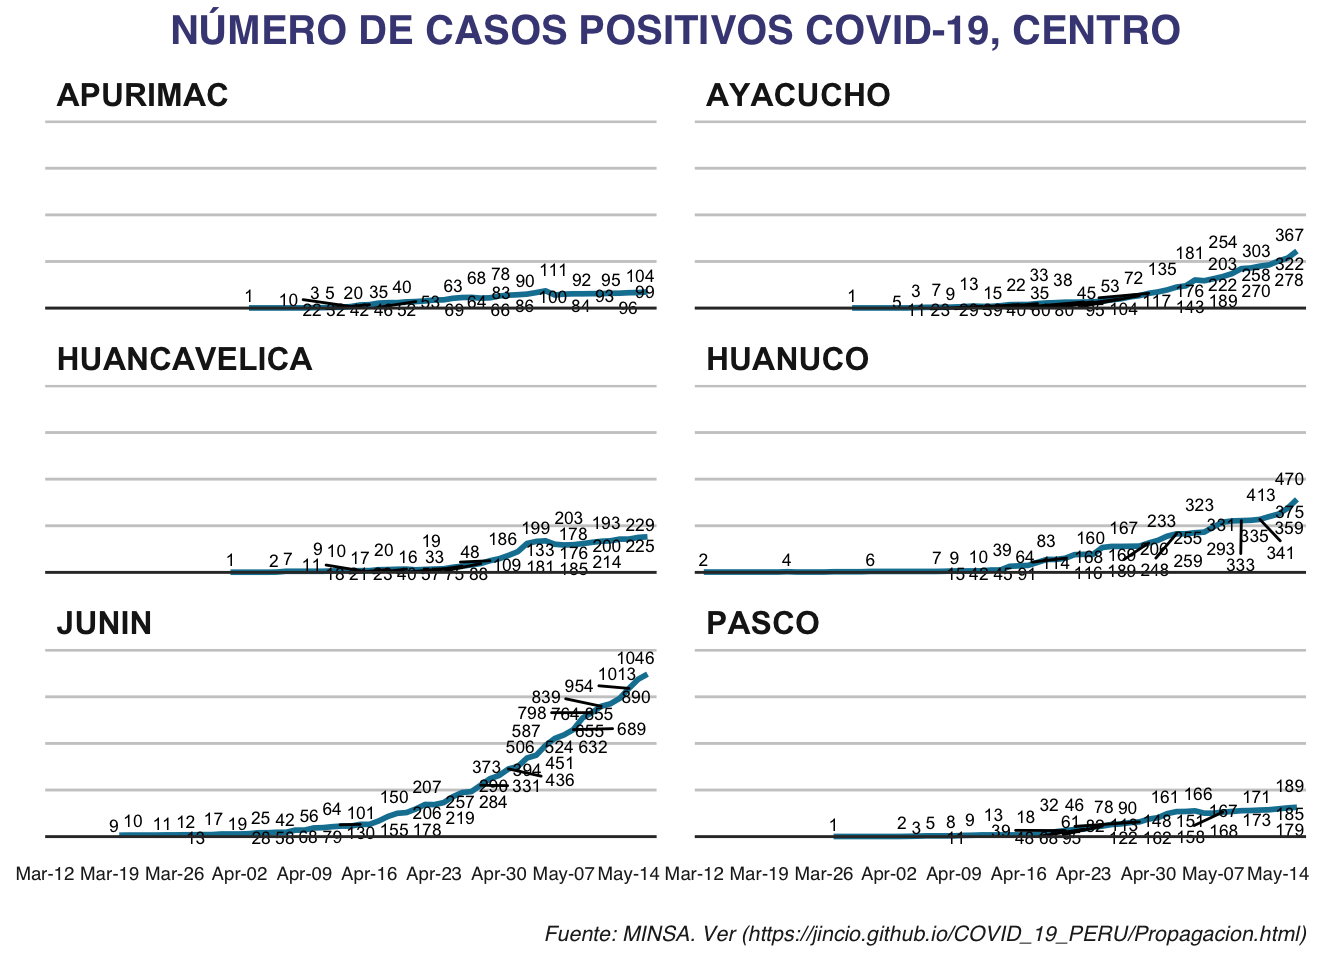 NÚMERO DE CASOS POSITIVOS COVID-19, CENTRO
APURIMAC
1 10 3 5 20 35 40 63 68 78 90 111 92 95 104
22 32 42 46 52 53 69 64 83 66 86 100 84 93 96 99
AYACUCHO
1 5 3 7 9 13 15 22 33 38 45 53 72 135 181 254 303 367
11 23 29 39 40 35 60 80 95 104 117 176 143 203 222 189 258 270 322 278
HUANCAVELICA
1 2 7 9 10 17 20 16 19 48 186 199 203 193 229
11 18 21 23 40 33 37 75 88 109 133 181 178 176 185 200 214 225
HUANUCO
2 4 6 7 9 10 39 64 83 160 167 233 323 413 470
15 42 45 91 114 168 116 169 189 206 248 255 259 331 293 335 333 375 359 341
JUNIN
9 10 11 12 17 19 25 42 56 64 101 150 207 373 506 587 798 839 954 1013 1046
13 28 58 68 79 130 155 206 178 257 219 290 284 331 394 451 436 524 632 655 764 855 689 890
PASCO
1 2 3 5 8 9 13 32 46 78 90 161 166 171 189
11 39 48 68 61 95 82 113 122 148 162 151 158 167 168 173 185 179
Mar-12 Mar-19 Mar-26 Apr-02 Apr-09 Apr-16 Apr-23 Apr-30 May-07 May-14 Mar-12 Mar-19 Mar-26 Apr-02 Apr-09 Apr-16 Apr-23 Apr-30 May-07 May-14
Fuente: MINSA. Ver (https://jincio.github.io/COVID_19_PERU/Propagacion.html)